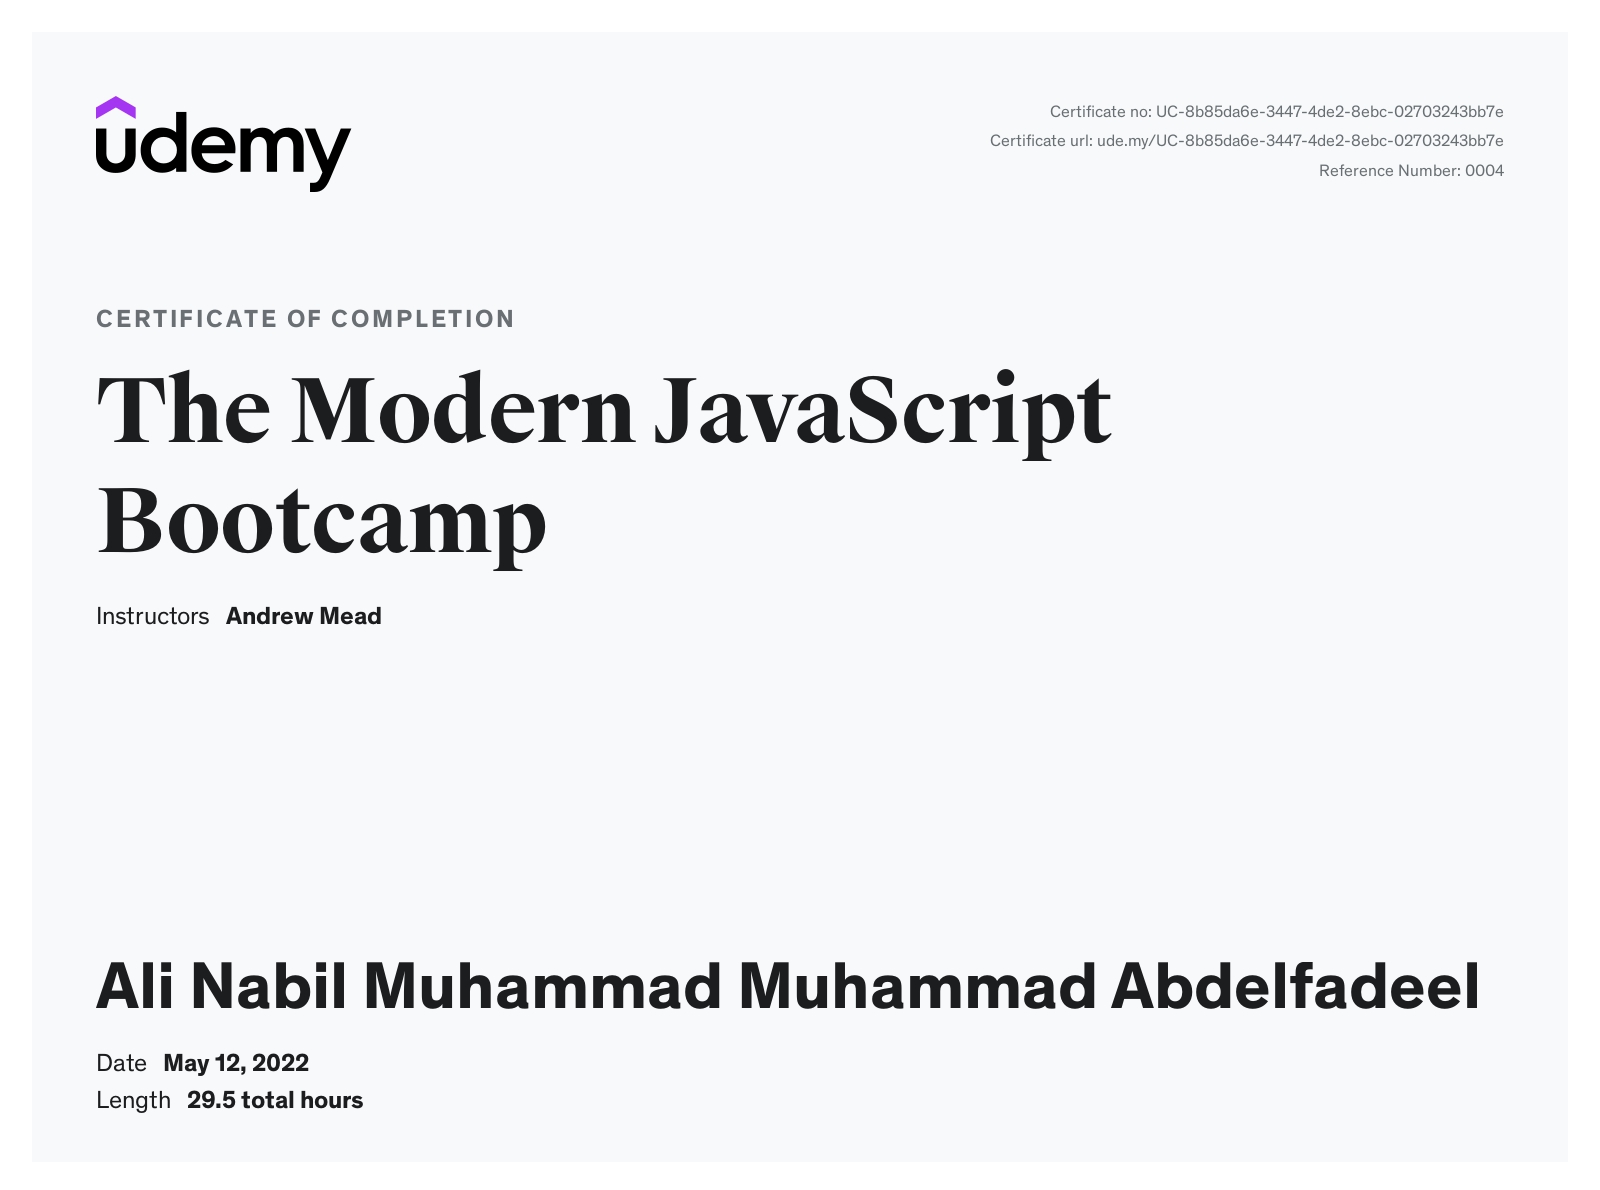 udemy
Certificate no: UC-8b85da6e-3447-4de2-8ebc-02703243bb7e
Certificate url: ude.my/UC-8b85da6e-3447-4de2-8ebc-02703243bb7e
Reference Number: 0004
CERTIFICATE OF COMPLETION
The Modern JavaScript
Bootcamp
Instructors Andrew Mead
Ali Nabil Muhammad Muhammad Abdelfadeel
Date May 12, 2022
Length 29.5 total hours